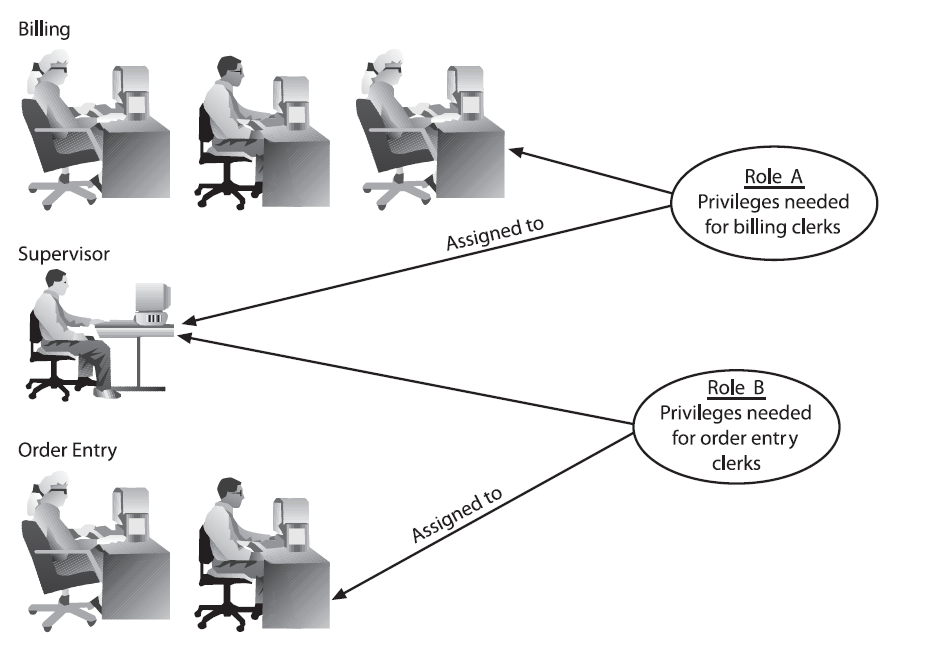 Billing
Role A
Privileges needed
for billing clerks
Assigned to
Supervisor
Role B
Privileges needed
for order entry
clerks
Order Entry
Assigned to